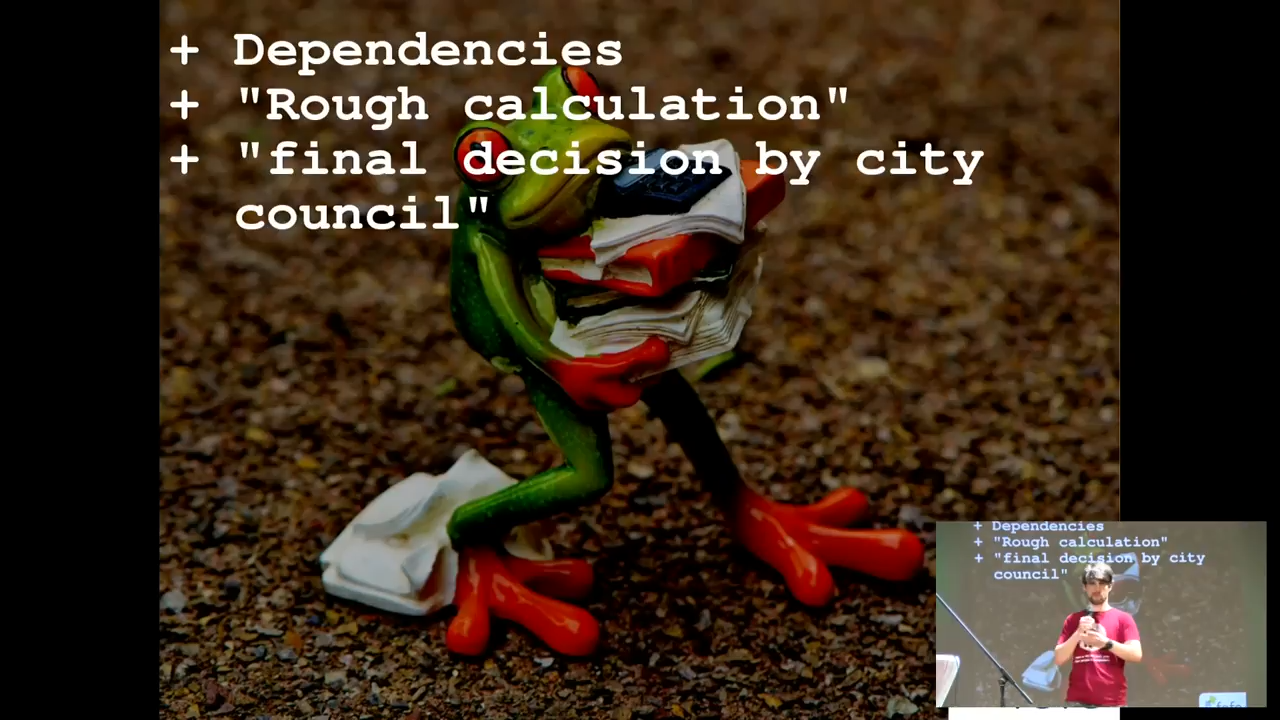 + Dependencies
+ "Rough calculation"
+ "final decision by city
council"
+ Dependencies
+ "Rough calculation"
+ "final decision by city
council"